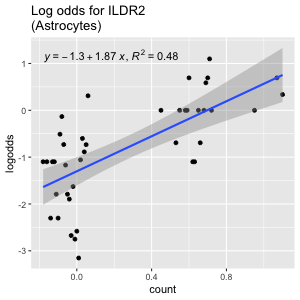 Log odds for ILDR2
(Astrocytes)
y = −1.3 + 1.87 x, R² = 0.48
1
0
-1
-2
-3
logodds
0.0 0.4 0.8
count